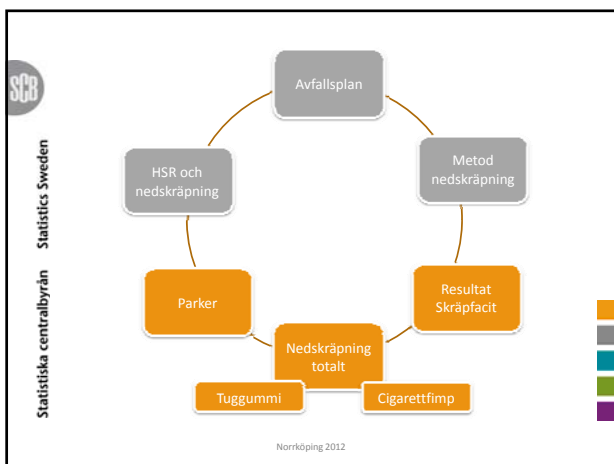 SCB
Statistiska centralbyrån Statistics Sweden
Avfallsplan
HSR och
nedskräpning
Metod
nedskräpning
Parker
Resultat
Skräpfacit
Nedskräpning
totalt
Tuggummi
Cigarettfimp
Norrköping 2012